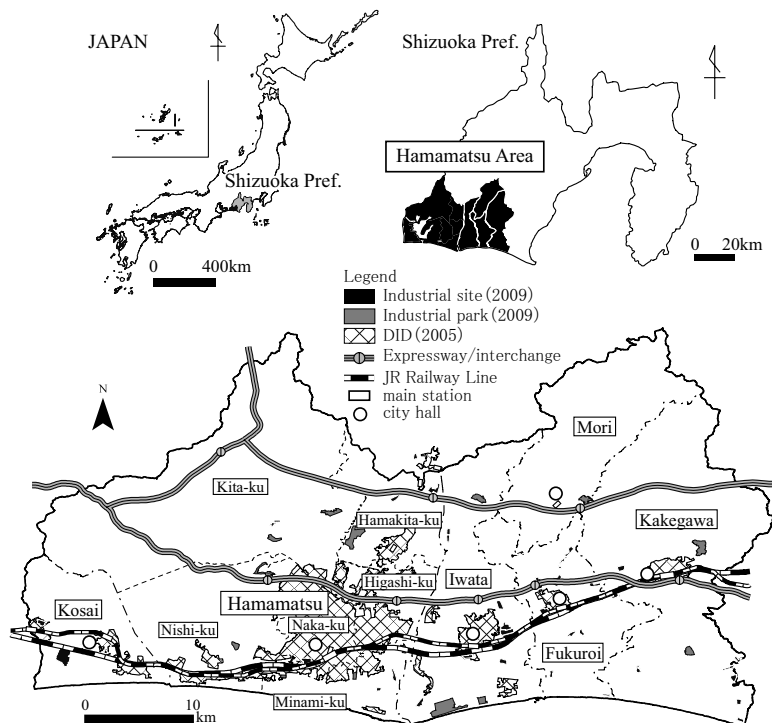 JAPAN
Shizuoka Pref.
0 400km
Shizuoka Pref.
Hamamatsu Area
0 20km
Legend
Industrial site(2009)
Industrial park(2009)
DID(2005)
Expressway/interchange
JR Railway Line
main station
city hall
N
Mori
Kita-ku
Hamakita-ku
Kakegawa
Higashi-ku
Iwata
Hamamatsu
Kosai
Nishi-ku
Naka-ku
Fukuroi
Minami-ku
0 10
km